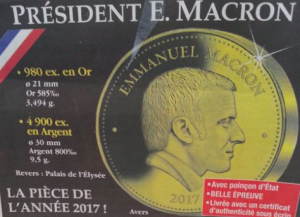 PRÉSIDENT E. MACRON
• 980 ex. en Or
ø 21 mm
Or 585‰
3,494 g.
• 4 900 ex.
en Argent
ø 30 mm
Argent 800‰
9,5 g.
Revers : Palais de l'Élysée
LA PIÈCE DE
L'ANNÉE 2017 !
EMMANUEL MACRON
2017
Avers
•Avec poinçon d'État
•BELLE ÉPREUVE
•Livrée avec un certificat
d'authenticité sous écrin